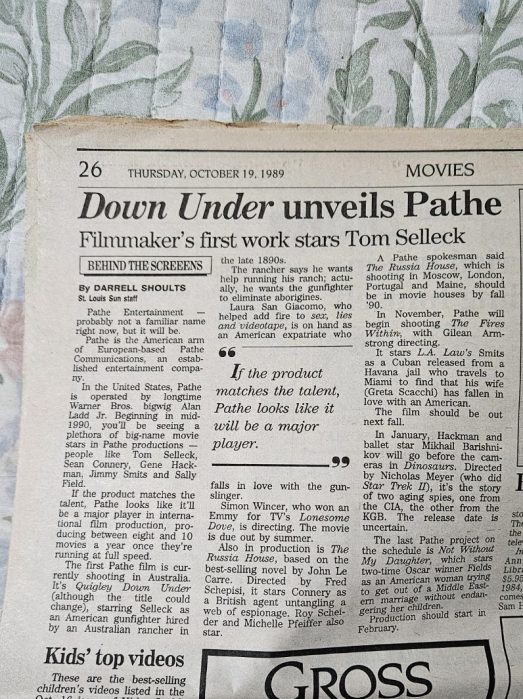 26 THURSDAY, OCTOBER 19, 1989 MOVIES
Down Under unveils Pathe
Filmmaker's first work stars Tom Selleck
BEHIND THE SCREEENS
By DARRELL SHOULTS
St. Louis Sun staff
Pathe Entertainment —
probably not a familiar name
right now, but it will be.
Pathe is the American arm
of European-based Pathe
Communications, an estab-
lished entertainment compa-
ny.
In the United States, Pathe
is operated by longtime
Warner Bros. bigwig Alan
Ladd Jr. Beginning in mid-
1990, you'll be seeing a
plethora of big-name movie
stars in Pathe productions —
people like Tom Selleck,
Sean Connery, Gene Hack-
man, Jimmy Smits and Sally
Field.
If the product matches the
talent, Pathe looks like it'll
be a major player in interna-
tional film production, pro-
ducing between eight and 10
movies a year once they're
running at full speed.
The first Pathe film is cur-
rently shooting in Australia.
It's Quigley Down Under
(although the title could
change), starring Selleck as
an American gunfighter hired
by an Australian rancher in
the late 1890s.
The rancher says he wants
help running his ranch; actu-
ally, he wants the gunfighter
to eliminate aborigines.
Laura San Giacomo, who
helped add fire to sex, lies
and videotape, is on hand as
an American expatriate who
“
If the product
matches the talent,
Pathe looks like it
will be a major
player.
”
falls in love with the gun-
slinger.
Simon Wincer, who won an
Emmy for TV's Lonesome
Dove, is directing. The movie
is due out by summer.
Also in production is The
Russia House, based on the
best-selling novel by John Le
Carre. Directed by Fred
Schepisi, it stars Connery as
a British agent untangling a
web of espionage. Roy Schei-
der and Michelle Pfeiffer also
star.
A Pathe spokesman said
The Russia House, which is
shooting in Moscow, London,
Portugal and Maine, should
be in movie houses by fall
'90.
In November, Pathe will
begin shooting The Fires
Within, with Gilean Arm-
strong directing.
It stars L.A. Law's Smits
as a Cuban released from a
Havana jail who travels to
Miami to find that his wife
(Greta Scacchi) has fallen in
love with an American.
The film should be out
next fall.
In January, Hackman and
ballet star Mikhail Barishni-
kov will go before the cam-
eras in Dinosaurs. Directed
by Nicholas Meyer (who did
Star Trek II), it's the story
of two aging spies, one from
the CIA, the other from the
KGB. The release date is
uncertain.
The last Pathe project on
the schedule is Not Without
My Daughter, which stars
two-time Oscar winner Fields
as an American woman trying
to get out of a Middle East-
ern marriage without endan-
gering her children.
Production should start in
February.
Kids' top videos
These are the best-selling
children's videos listed in the
GROSS
The
Ann
Libra
$5.95
1984,
comes
Sam H